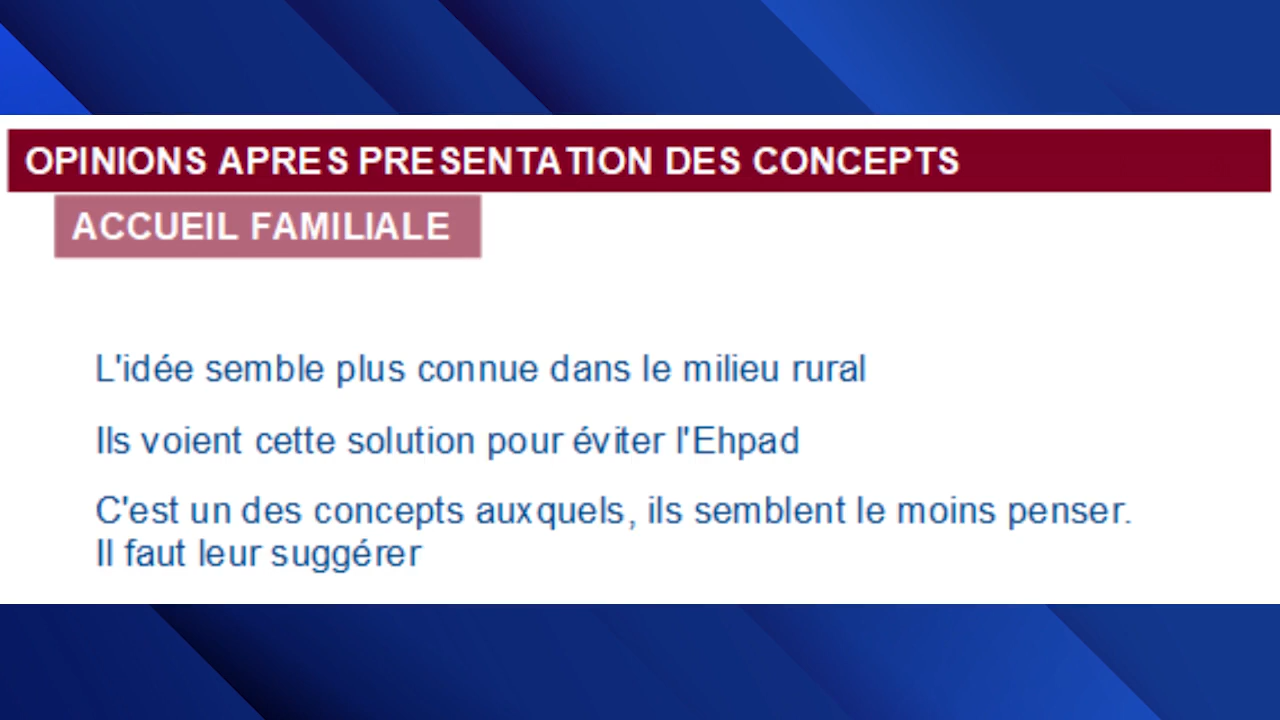 OPINIONS APRES PRESENTATION DES CONCEPTS
ACCUEIL FAMILIALE
L'idée semble plus connue dans le milieu rural
Ils voient cette solution pour éviter l'Ehpad
C'est un des concepts auxquels, ils semblent le moins penser.
Il faut leur suggérer